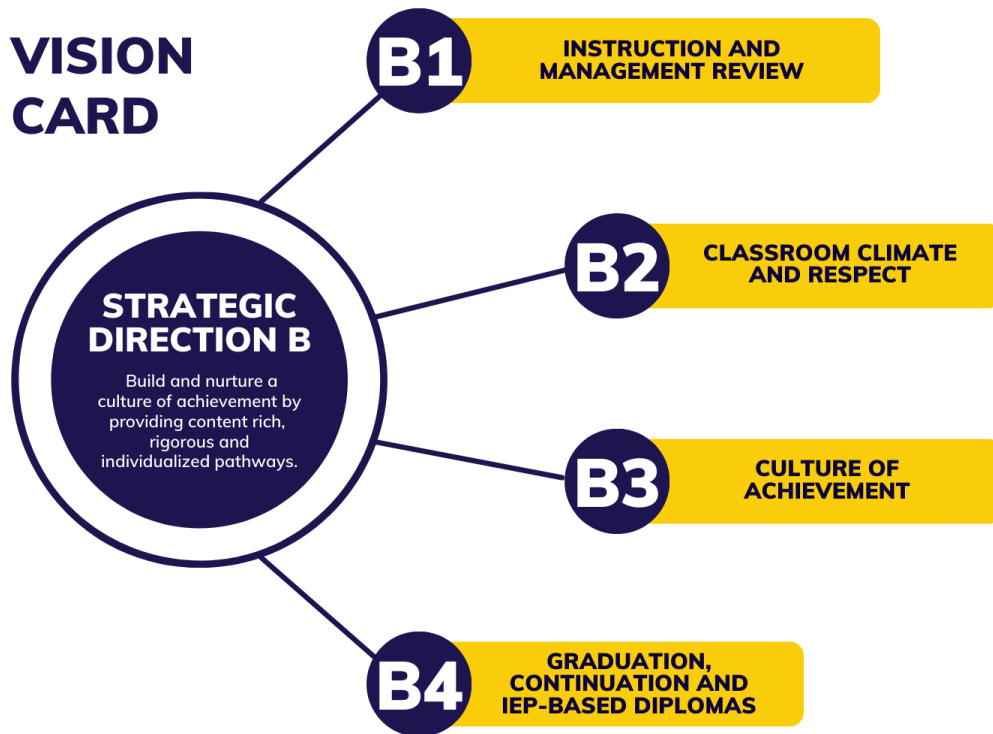 VISION
CARD
B1
INSTRUCTION AND
MANAGEMENT REVIEW
B2
CLASSROOM CLIMATE
AND RESPECT
STRATEGIC
DIRECTION B
Build and nurture a
culture of achievement by
providing content rich,
rigorous and
individualized pathways.
B3
CULTURE OF
ACHIEVEMENT
B4
GRADUATION,
CONTINUATION AND
IEP-BASED DIPLOMAS